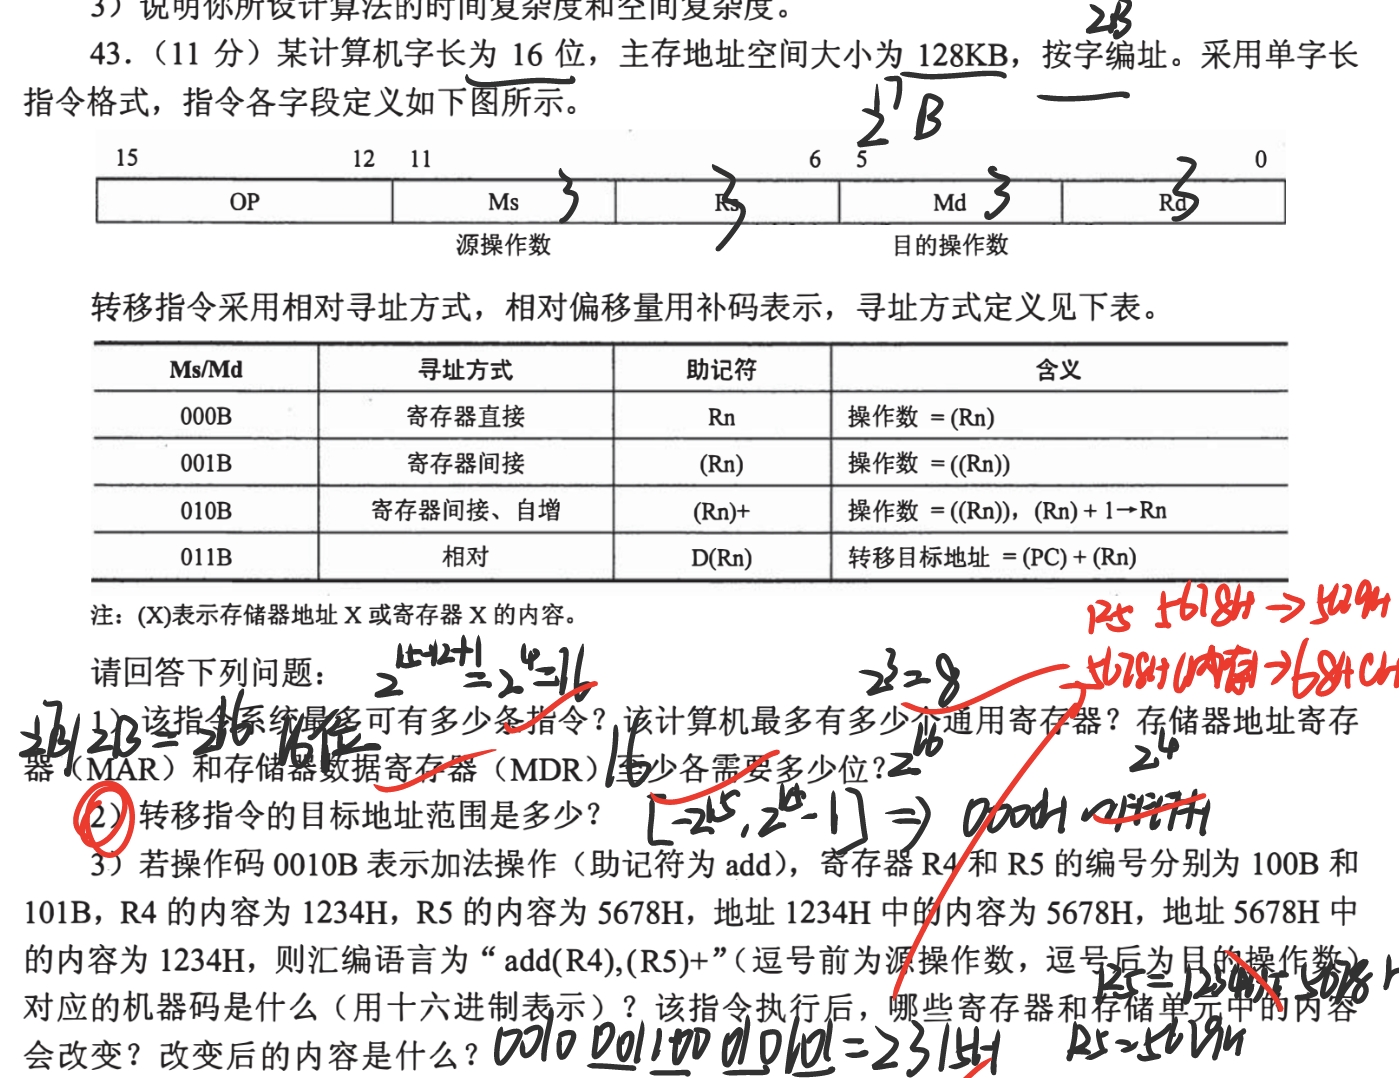 3）说明你所设计算法的时间复杂度和空间复杂度。
2B
43.（11 分）某计算机字长为 16 位，主存地址空间大小为 128KB，按字编址。采用单字长
指令格式，指令各字段定义如下图所示。
2^17 B
15 12 11 6 5 0
OP Ms 3 Rs 3 Md 3 Rd 3
源操作数 目的操作数
转移指令采用相对寻址方式，相对偏移量用补码表示，寻址方式定义见下表。
Ms/Md 寻址方式 助记符 含义
000B 寄存器直接 Rn 操作数 =(Rn)
001B 寄存器间接 (Rn) 操作数 =((Rn))
010B 寄存器间接、自增 (Rn)+ 操作数 =((Rn))，(Rn)+1→Rn
011B 相对 D(Rn) 转移目标地址 =(PC)+(Rn)
注：(X)表示存储器地址 X 或寄存器 X 的内容。
R5 5678H → 5679H
请回答下列问题：
2^15-12+1 = 2^4 = 16
2^3 = 8
5678H 内存 → 68ACH
1）该指令系统最多可有多少条指令？该计算机最多有多少个通用寄存器？存储器地址寄存
2^17B/2B = 2^16 16位
器（MAR）和存储器数据寄存器（MDR）至少各需要多少位？
16
2^16
2^4
2）转移指令的目标地址范围是多少？
[-2^15, 2^15-1] ⇒ 0000H
3）若操作码 0010B 表示加法操作（助记符为 add），寄存器 R4 和 R5 的编号分别为 100B 和
101B，R4 的内容为 1234H，R5 的内容为 5678H，地址 1234H 中的内容为 5678H，地址 5678H 中
的内容为 1234H，则汇编语言为“ add(R4),(R5)+”（逗号前为源操作数，逗号后为目的操作数）
对应的机器码是什么（用十六进制表示）？该指令执行后，哪些寄存器和存储单元中的内容
会改变？改变后的内容是什么？
0010 001100 010101 = 2315H
R5=5679H